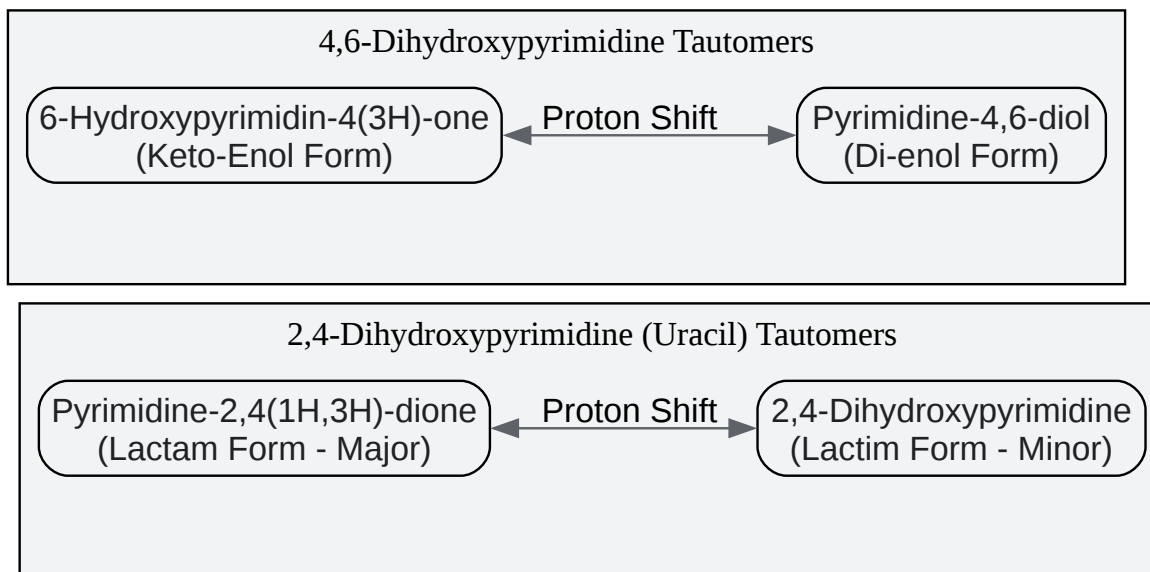 4,6-Dihydroxypyrimidine Tautomers
6-Hydroxypyrimidin-4(3H)-one
(Keto-Enol Form)
Proton Shift
Pyrimidine-4,6-diol
(Di-enol Form)
2,4-Dihydroxypyrimidine (Uracil) Tautomers
Pyrimidine-2,4(1H,3H)-dione
(Lactam Form - Major)
Proton Shift
2,4-Dihydroxypyrimidine
(Lactim Form - Minor)